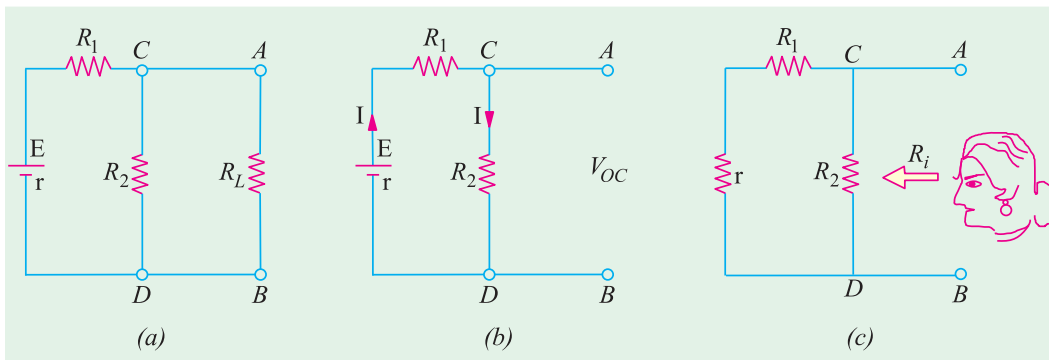 R1 C A
E
r R2 RL
D B
(a)
R1 C A
I I
E
r R2 VOC
D B
(b)
R1 C A
r R2 Ri
D B
(c)